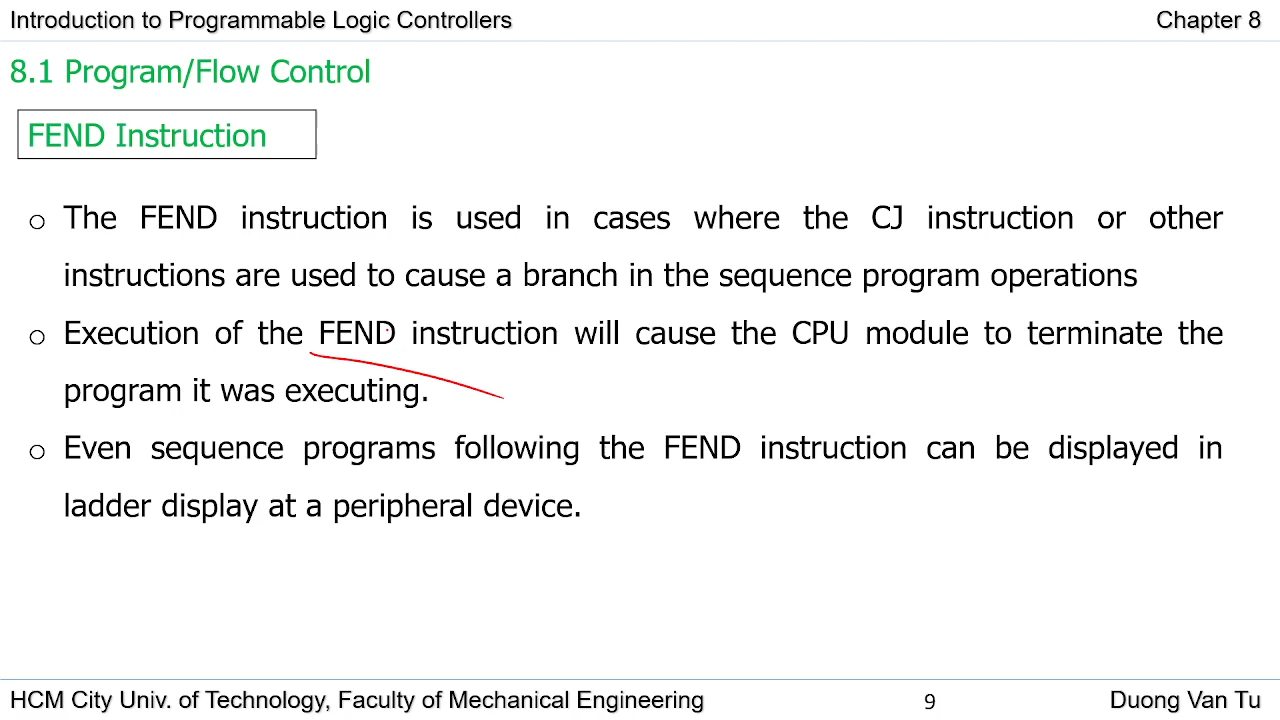 Introduction to Programmable Logic Controllers
Chapter 8
8.1 Program/Flow Control
FEND Instruction
o The FEND instruction is used in cases where the CJ instruction or other
instructions are used to cause a branch in the sequence program operations
o Execution of the FEND instruction will cause the CPU module to terminate the
program it was executing.
o Even sequence programs following the FEND instruction can be displayed in
ladder display at a peripheral device.
HCM City Univ. of Technology, Faculty of Mechanical Engineering
9
Duong Van Tu